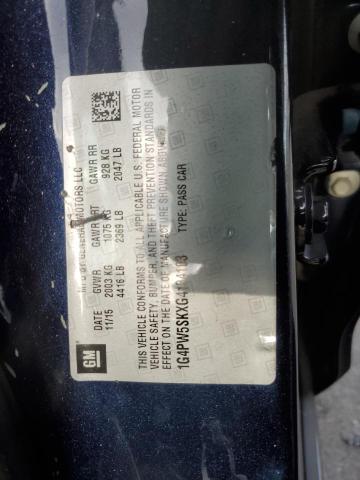 GM
MFD BY GENERAL MOTORS LLC
DATE GVWR GAWR FRT GAWR RR
11/15 2003 KG 1075 KG 928 KG
4416 LB 2369 LB 2047 LB
THIS VEHICLE CONFORMS TO ALL APPLICABLE U.S. FEDERAL MOTOR
VEHICLE SAFETY, BUMPER, AND THEFT PREVENTION STANDARDS IN
EFFECT ON THE DATE OF MANUFACTURE SHOWN ABOVE.
TYPE: PASS CAR